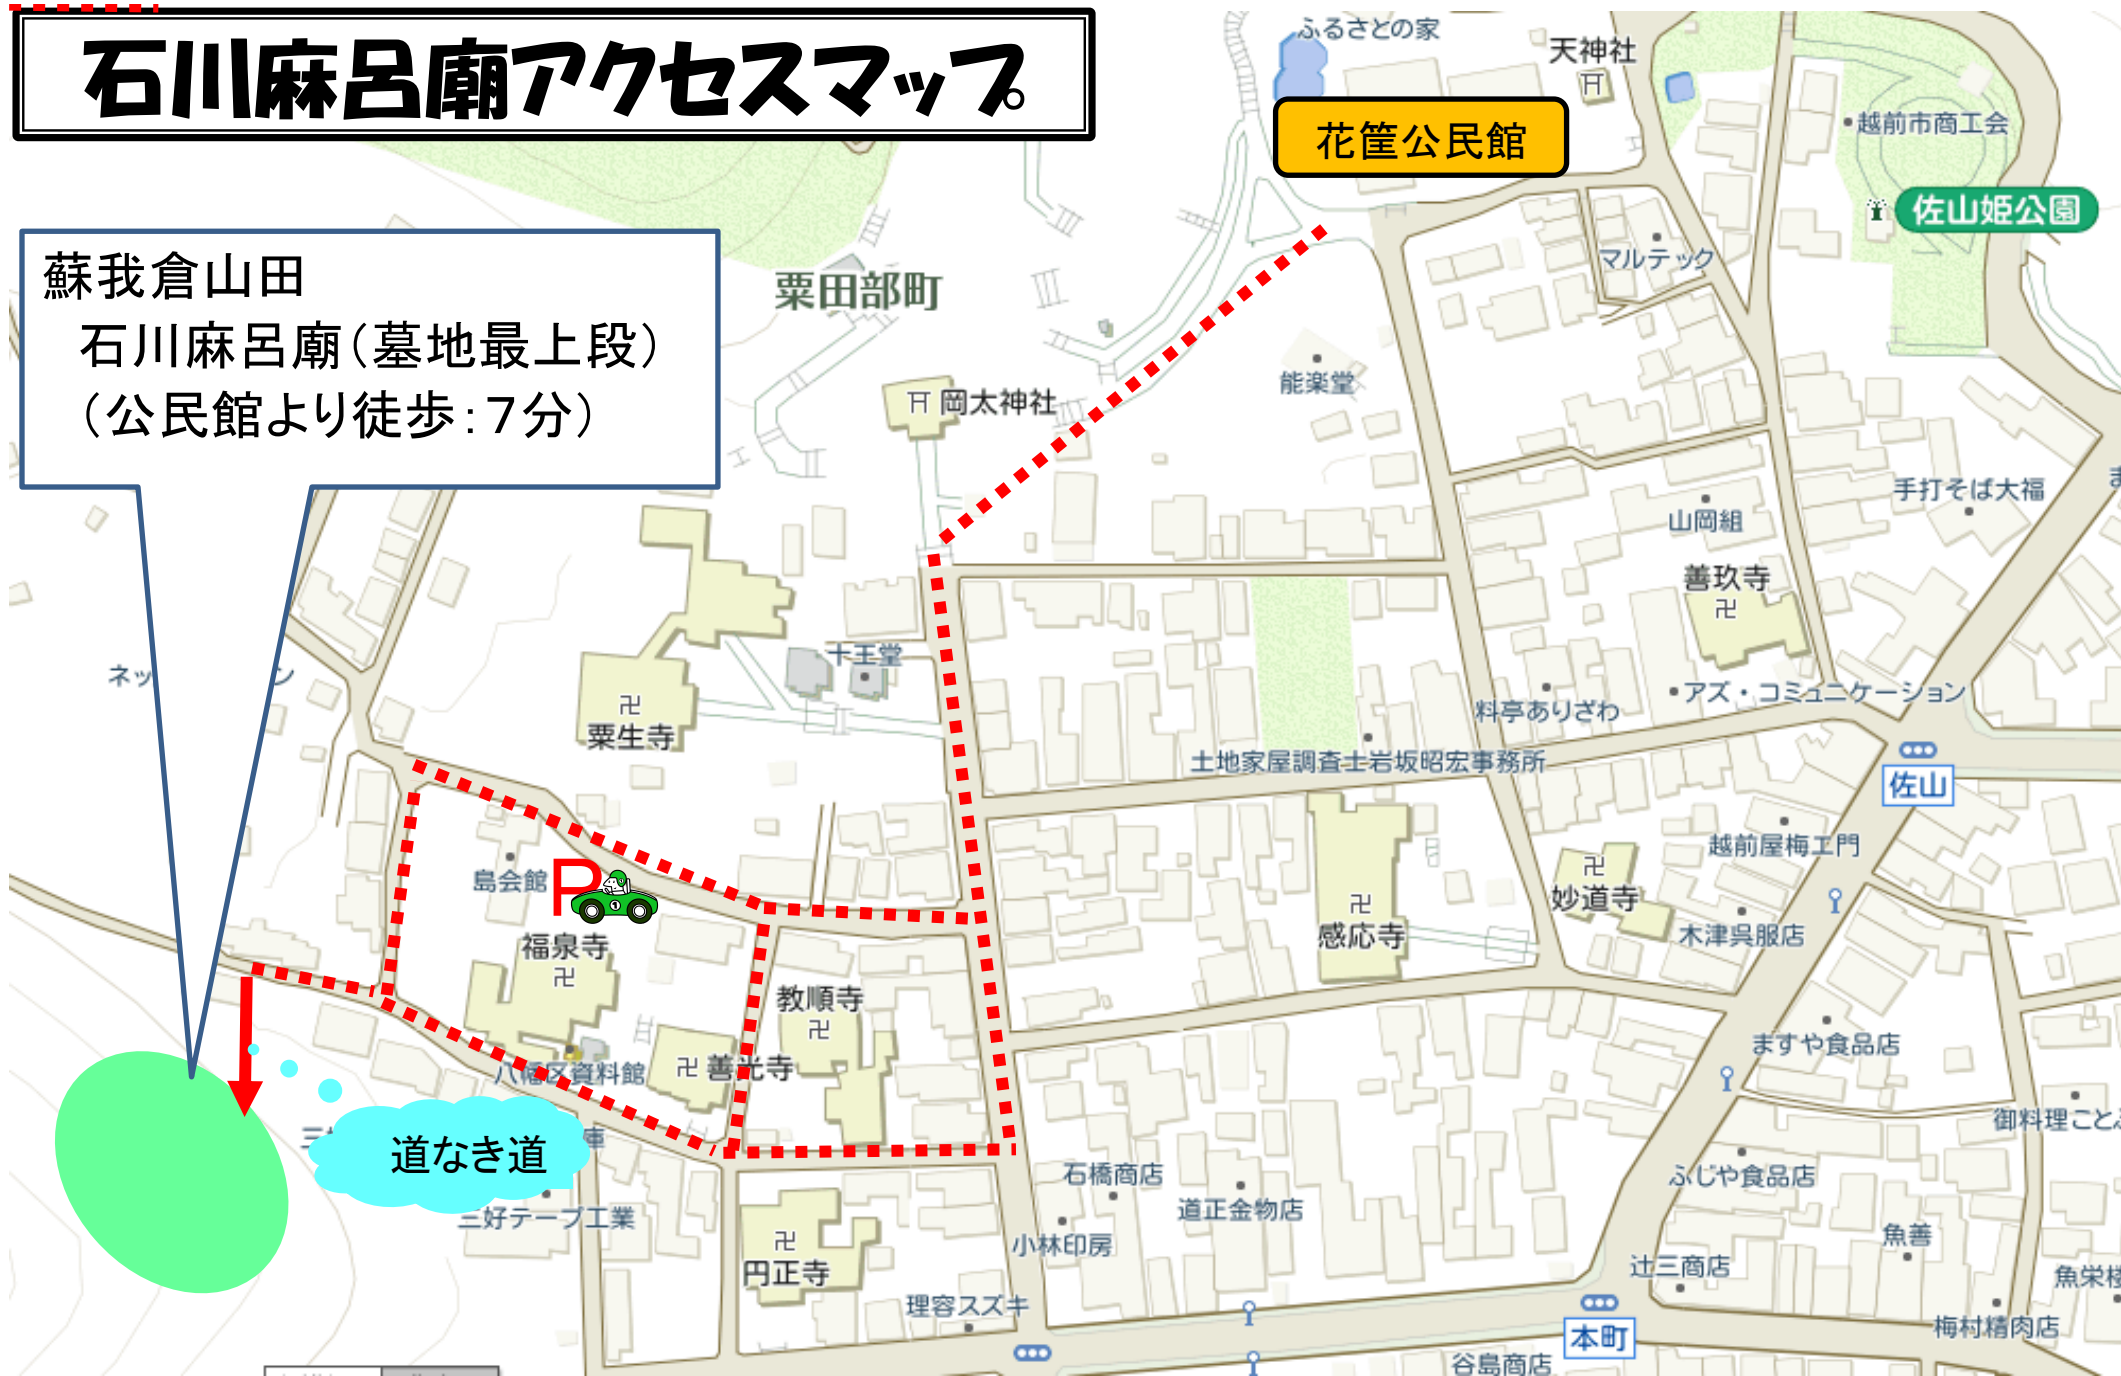 石川麻呂廟アクセスマップ
ふるさとの家
天神社
花筐公民館
越前市商工会
佐山姫公園
蘇我倉山田
石川麻呂廟（墓地最上段）
（公民館より徒歩：７分）
粟田部町
マルテック
岡太神社
能楽堂
手打そば大福
山岡組
善玖寺
十王堂
ネッ
ン
粟生寺
料亭ありざわ
アズ・コミュニケーション
土地家屋調査士岩坂昭宏事務所
佐山
島会館
P
越前屋梅エ門
妙道寺
感応寺
木津呉服店
福泉寺
教順寺
善光寺
八幡区資料館
ますや食品店
御料理こと
道なき道
庫
三好テープ工業
石橋商店
道正金物店
小林印房
ふじや食品店
魚善
円正寺
辻三商店
魚栄楼
理容スズキ
本町
梅村精肉店
谷島商店